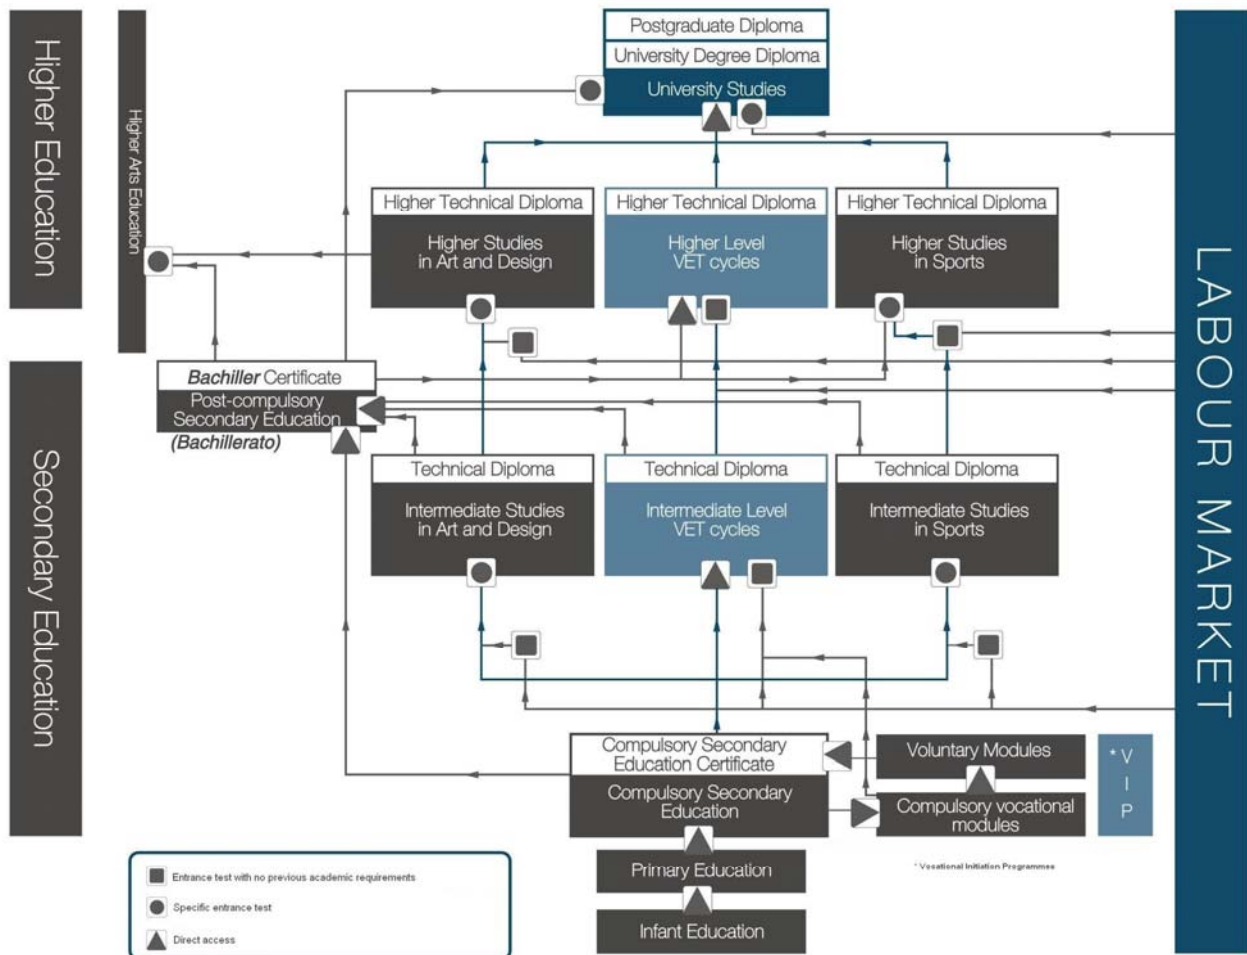 Higher Education
Higher Arts Education
Postgraduate Diploma
University Degree Diploma
University Studies
Higher Technical Diploma
Higher Studies
in Art and Design
Higher Technical Diploma
Higher Level
VET cycles
Higher Technical Diploma
Higher Studies
in Sports
LABOUR MARKET
Secondary Education
Bachiller Certificate
Post-compulsory
Secondary Education
(Bachillerato)
Technical Diploma
Intermediate Studies
in Art and Design
Technical Diploma
Intermediate Level
VET cycles
Technical Diploma
Intermediate Studies
in Sports
Compulsory Secondary
Education Certificate
Compulsory Secondary
Education
Voluntary Modules
Compulsory vocational
modules
* V
I
P
Primary Education
Infant Education
* Vocational Initiation Programmes
Entrance test with no previous academic requirements
Specific entrance test
Direct access